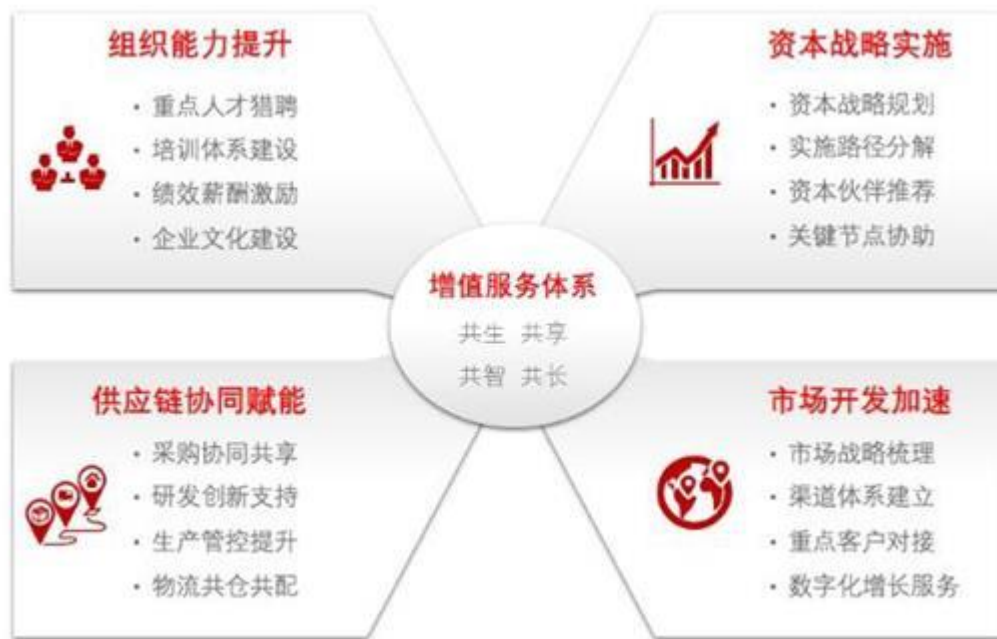 组织能力提升
· 重点人才猎聘
· 培训体系建设
· 绩效薪酬激励
· 企业文化建设
资本战略实施
· 资本战略规划
· 实施路径分解
· 资本伙伴推荐
· 关键节点协助
增值服务体系
共生 共享
共智 共长
供应链协同赋能
· 采购协同共享
· 研发创新支持
· 生产管控提升
· 物流共仓共配
市场开发加速
· 市场战略梳理
· 渠道体系建立
· 重点客户对接
· 数字化增长服务